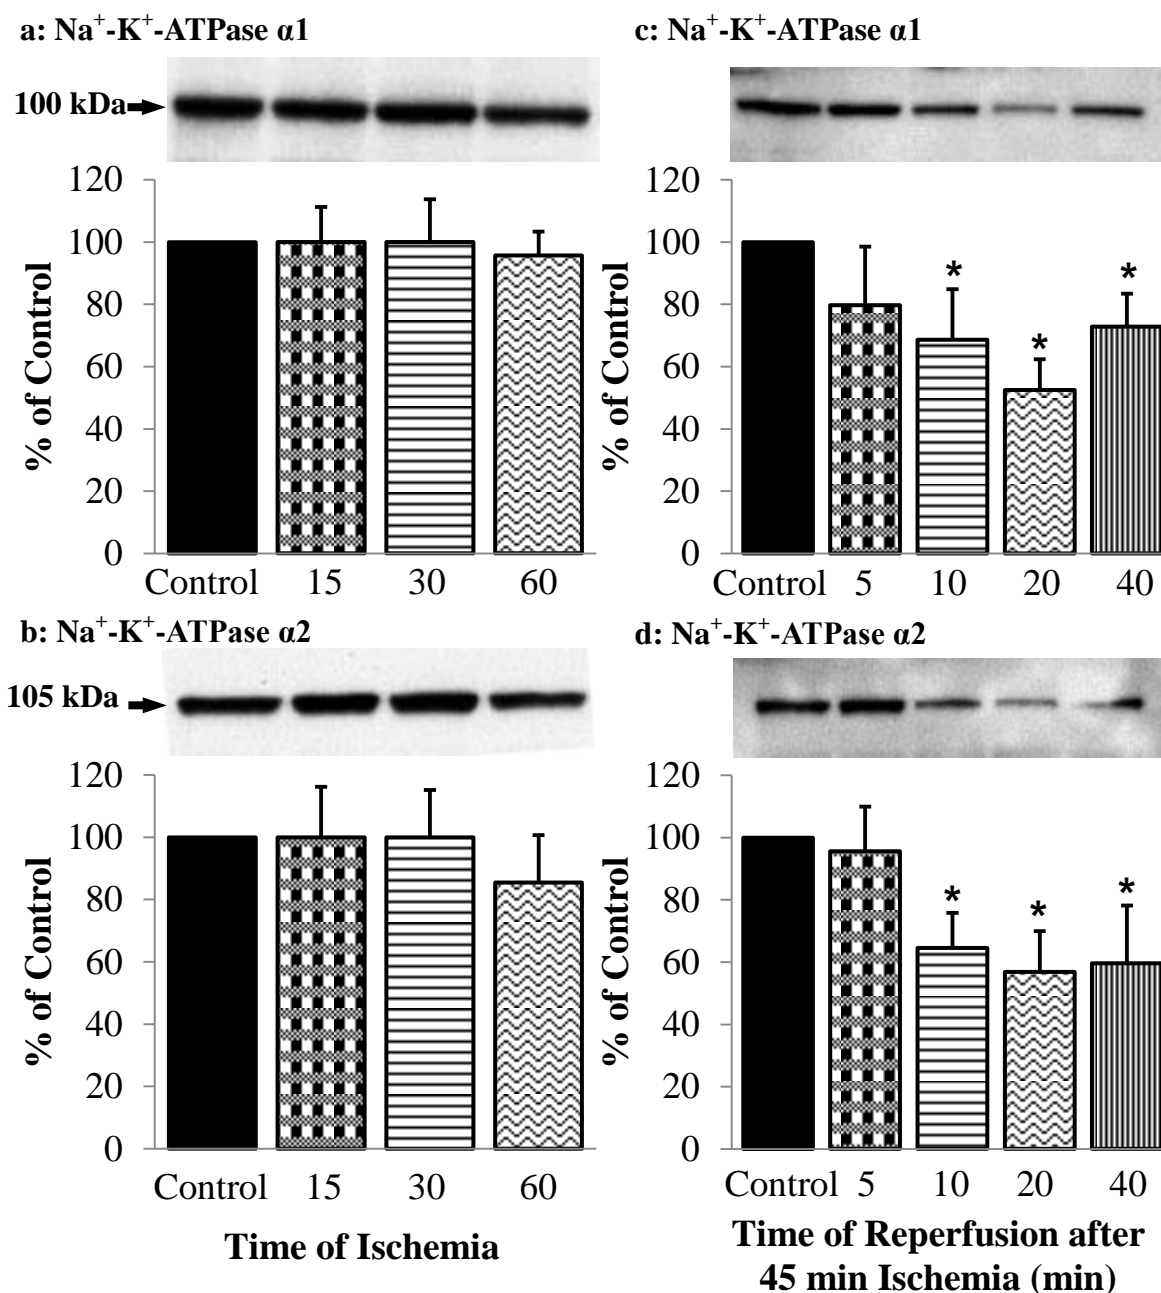 a: Na⁺-K⁺-ATPase α1
100 kDa
120
100
80
60
40
20
0
% of Control
Control 15 30 60
c: Na⁺-K⁺-ATPase α1
120
100
80
60
40
20
0
% of Control
*
*
*
Control 5 10 20 40
b: Na⁺-K⁺-ATPase α2
105 kDa
120
100
80
60
40
20
0
% of Control
Control 15 30 60
Time of Ischemia
d: Na⁺-K⁺-ATPase α2
120
100
80
60
40
20
0
% of Control
*
*
*
Control 5 10 20 40
Time of Reperfusion after
45 min Ischemia (min)